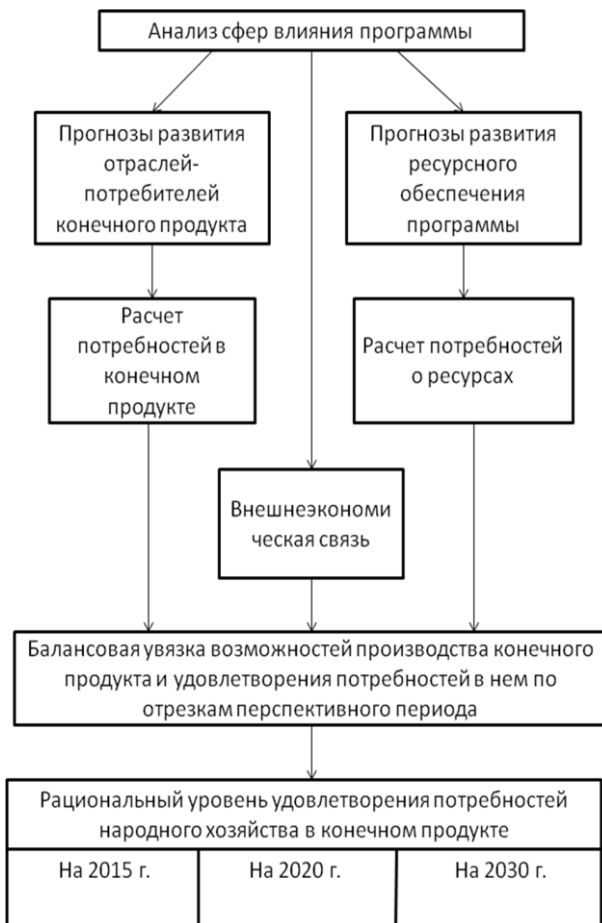 Анализ сфер влияния программы
Прогнозы развития
отраслей-
потребителей
конечного продукта
Прогнозы развития
ресурсного
обеспечения
программы
Расчет
потребностей в
конечном
продукте
Расчет потребностей
о ресурсах
Внешнеэкономи
ческая связь
Балансовая увязка возможностей производства конечного
продукта и удовлетворения потребностей в нем по
отрезкам перспективного периода
Рациональный уровень удовлетворения потребностей
народного хозяйства в конечном продукте
На 2015 г.
На 2020 г.
На 2030 г.